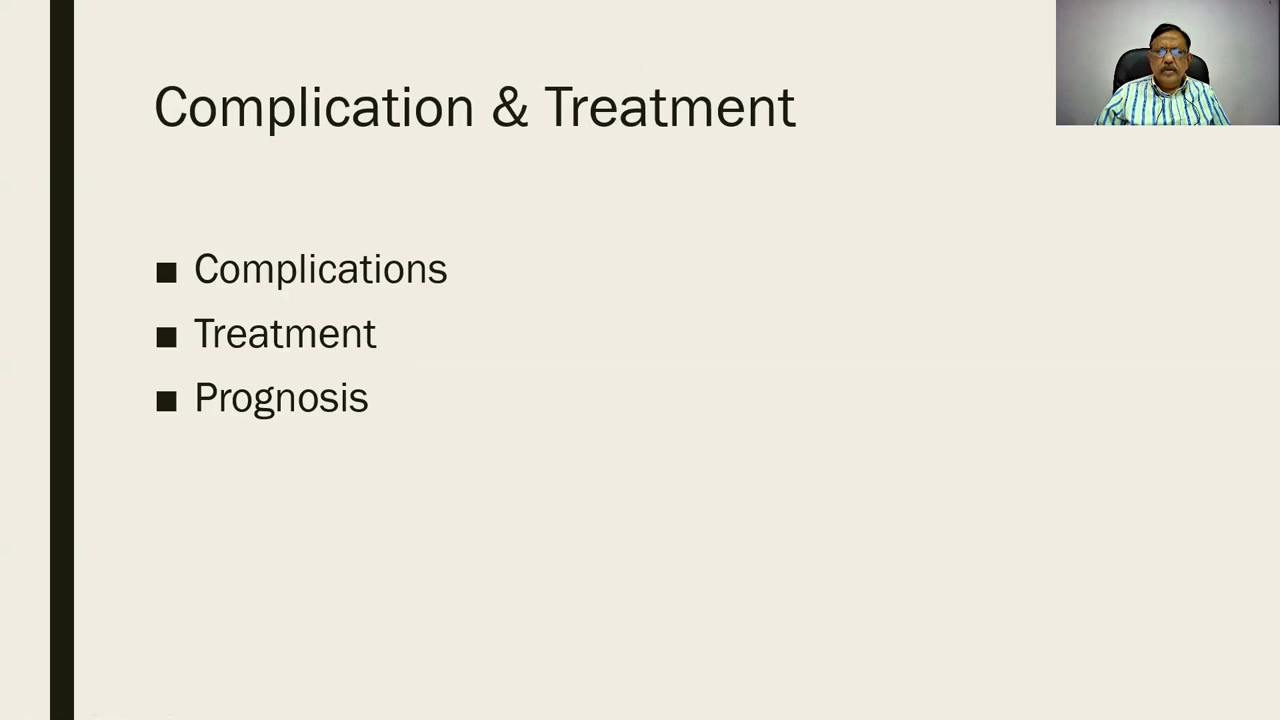 Complication & Treatment
■ Complications
■ Treatment
■ Prognosis